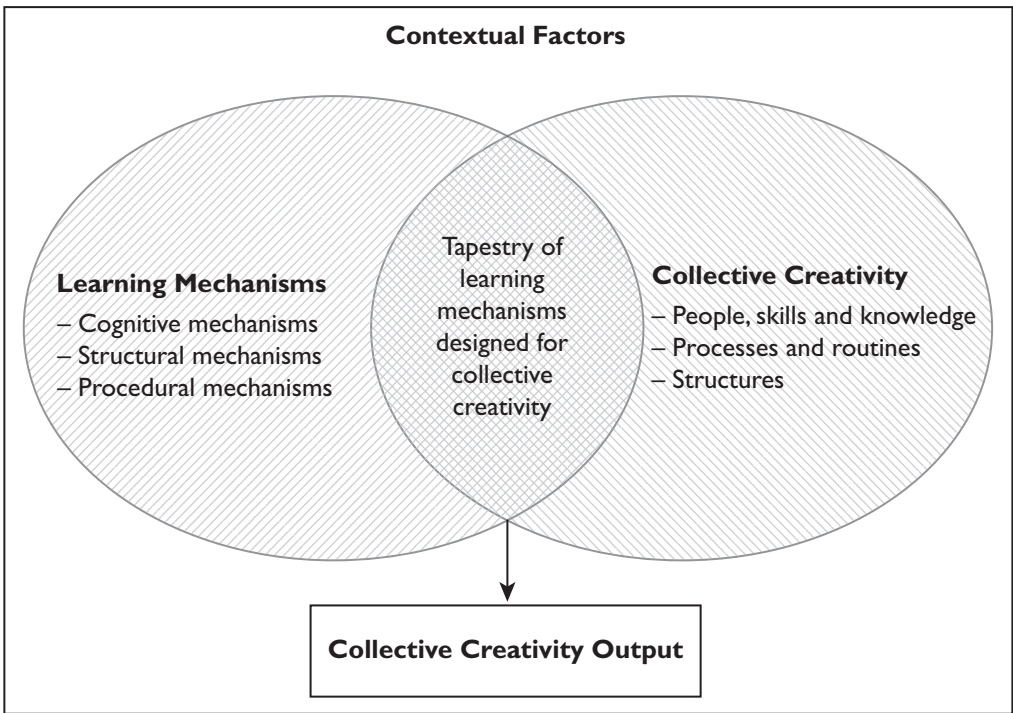 Contextual Factors
Learning Mechanisms
– Cognitive mechanisms
– Structural mechanisms
– Procedural mechanisms
Tapestry of
learning
mechanisms
designed for
collective
creativity
Collective Creativity
– People, skills and knowledge
– Processes and routines
– Structures
Collective Creativity Output